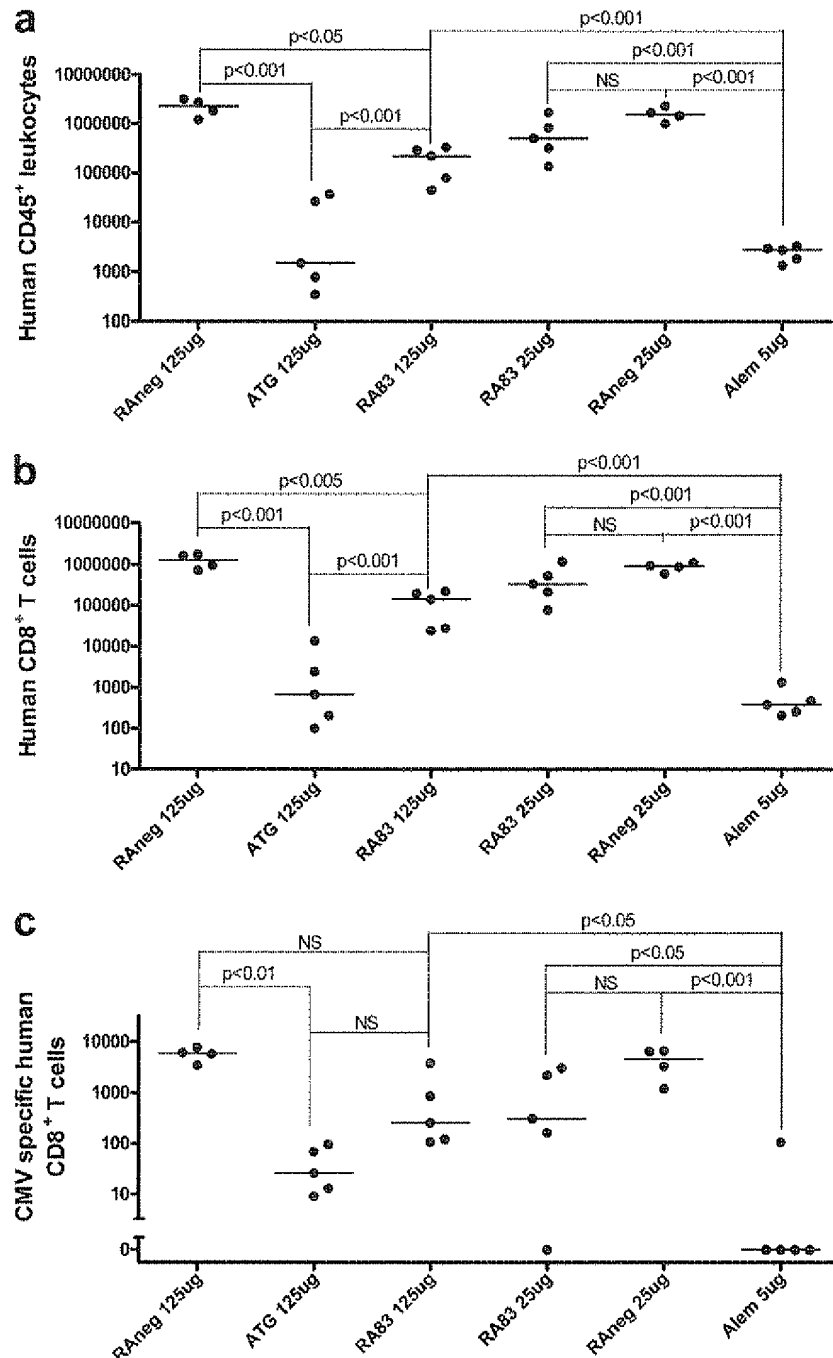 a
p<0.05
p<0.001
p<0.001
p<0.001
NS
p<0.001
p<0.001
Human CD45⁺ leukocytes
10000000
1000000
100000
10000
1000
100
RAneg 125ug
ATG 125ug
RA83 125ug
RA83 25ug
RAneg 25ug
Alem 5ug
b
p<0.001
p<0.005
p<0.001
p<0.001
NS
p<0.001
p<0.001
Human CD8⁺ T cells
10000000
1000000
100000
10000
1000
100
10
RAneg 125ug
ATG 125ug
RA83 125ug
RA83 25ug
RAneg 25ug
Alem 5ug
c
p<0.05
NS
p<0.05
p<0.01
NS
p<0.001
NS
CMV specific human
CD8⁺ T cells
10000
1000
100
10
0
RAneg 125ug
ATG 125ug
RA83 125ug
RA83 25ug
RAneg 25ug
Alem 5ug